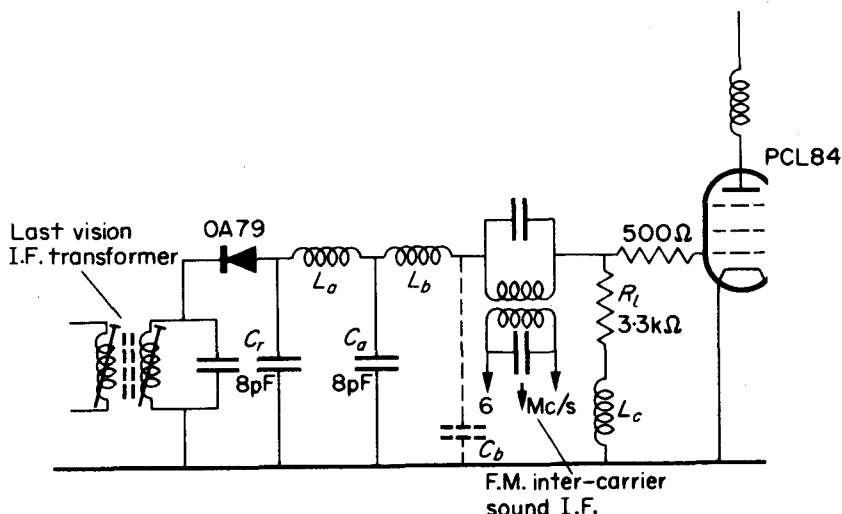 PCL84
Last vision
I.F. transformer
OA79
500Ω
La
Lb
Rl
3·3kΩ
Cr
8pF
Ca
8pF
6
Mc/s
Lc
Cb
F.M. inter-carrier
sound I.F.